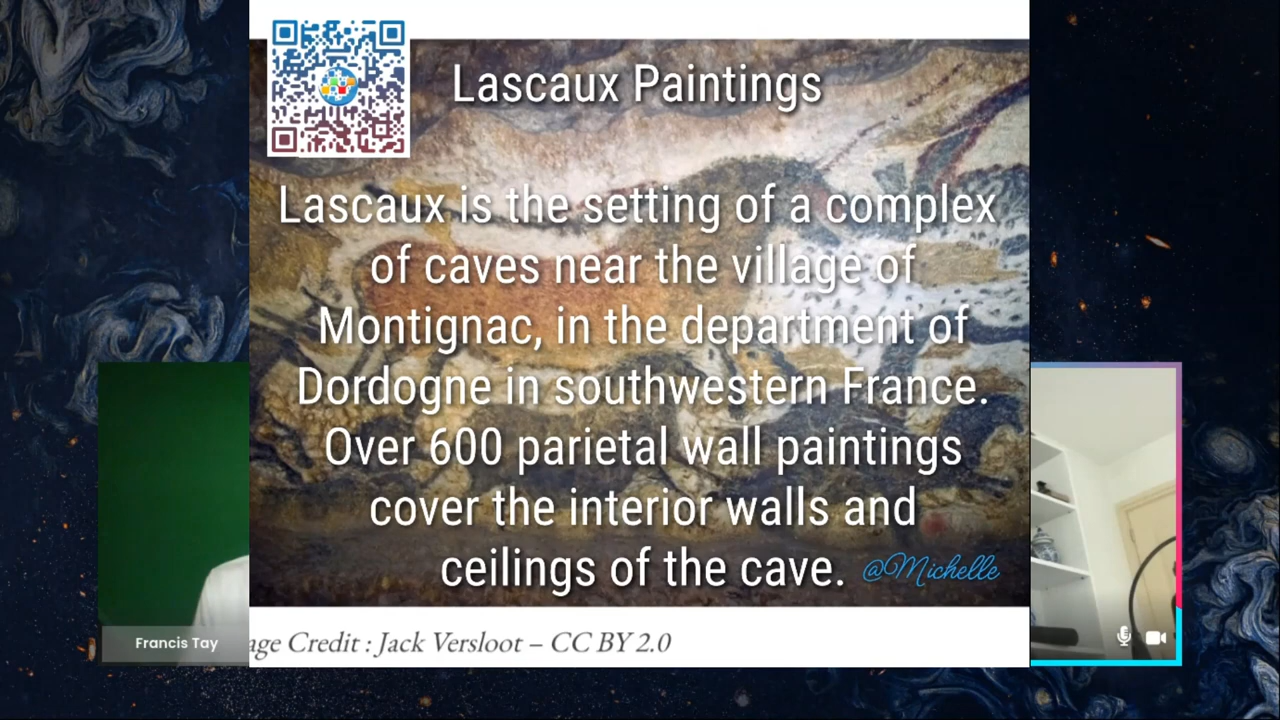 Lascaux Paintings
Lascaux is the setting of a complex
of caves near the village of
Montignac, in the department of
Dordogne in southwestern France.
Over 600 parietal wall paintings
cover the interior walls and
ceilings of the cave.
@Michelle
Francis Tay
age Credit : Jack Versloot – CC BY 2.0